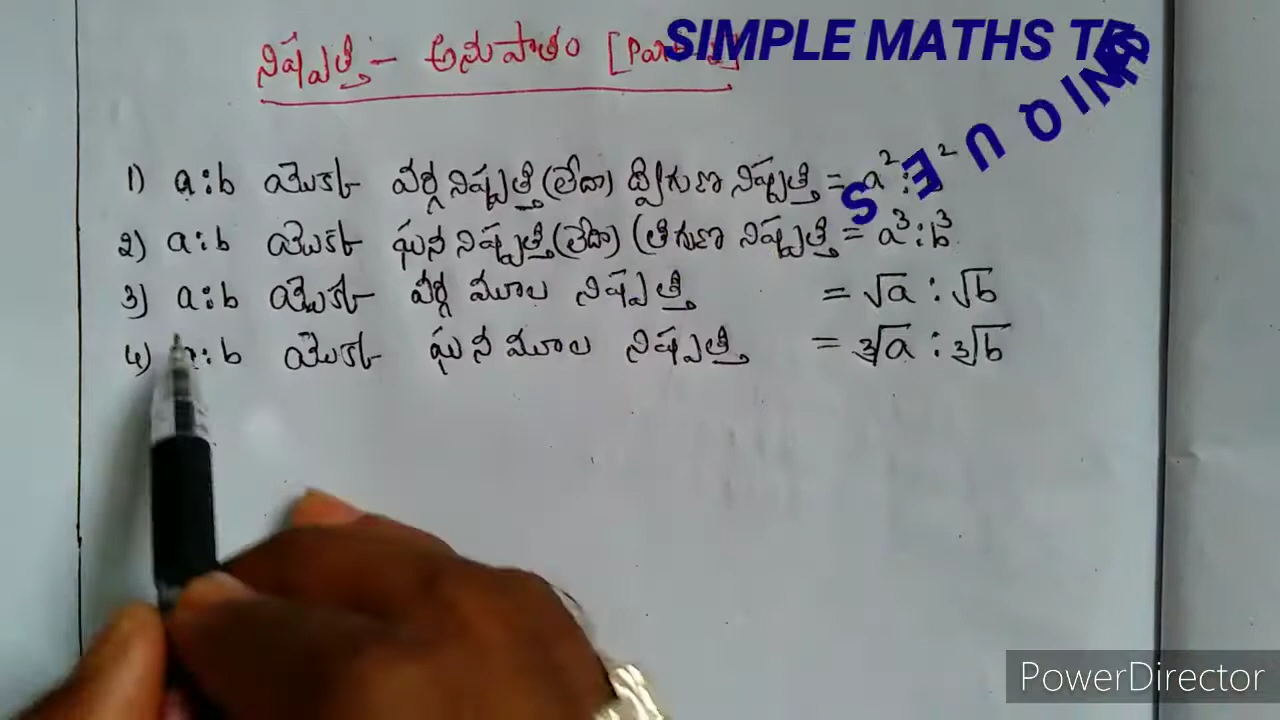 నిష్పత్తి - అనుపాతం [Part
SIMPLE MATHS TE
UNIQUES
1) a:b యొక్క వర్గ నిష్పత్తి (లేదా) ద్విగుణ నిష్పత్తి = a² : b²
2) a:b యొక్క ఘన నిష్పత్తి (లేదా) త్రిగుణ నిష్పత్తి = a³ : b³
3) a:b యొక్క వర్గ మూల నిష్పత్తి = √a : √b
4) a:b యొక్క ఘన మూల నిష్పత్తి = ∛a : ∛b
PowerDirector